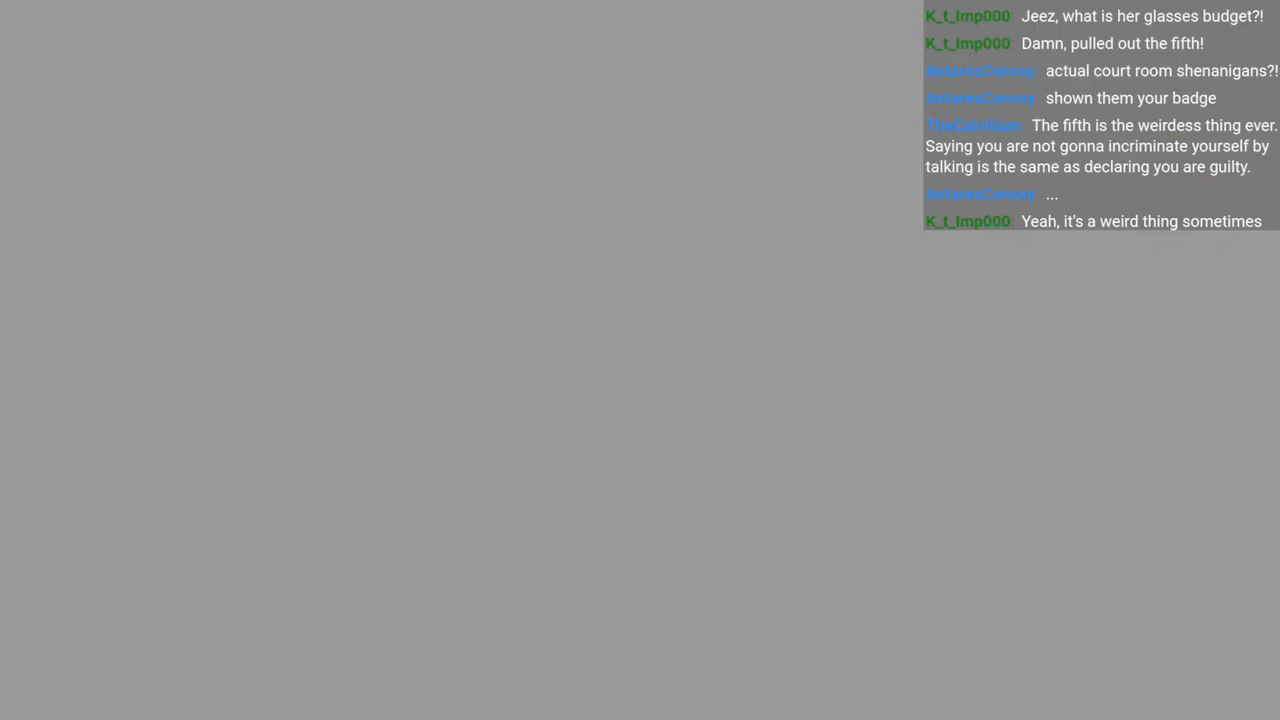 K_t_Imp000: Jeez, what is her glasses budget?!
K_t_Imp000: Damn, pulled out the fifth!
AntaresConvoy: actual court room shenanigans?!
AntaresConvoy: shown them your badge
The fifth is the weirdess thing ever.
Saying you are not gonna incriminate yourself by
talking is the same as declaring you are guilty.
AntaresConvoy: ...
K_t_Imp000: Yeah, it's a weird thing sometimes